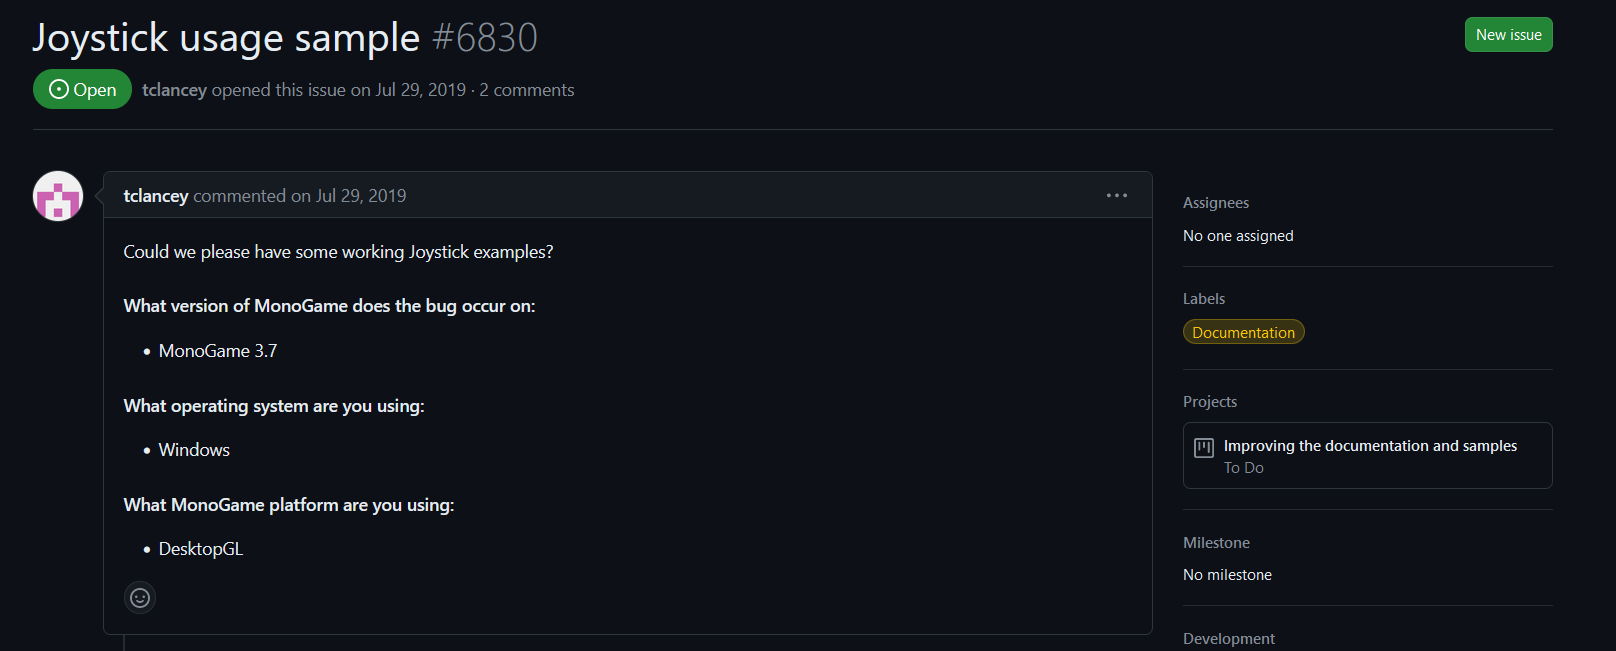 Joystick usage sample #6830
New issue
Open
tclancey opened this issue on Jul 29, 2019 · 2 comments
tclancey commented on Jul 29, 2019
Could we please have some working Joystick examples?
What version of MonoGame does the bug occur on:
• MonoGame 3.7
What operating system are you using:
• Windows
What MonoGame platform are you using:
• DesktopGL
Assignees
No one assigned
Labels
Documentation
Projects
Improving the documentation and samples
To Do
Milestone
No milestone
Development